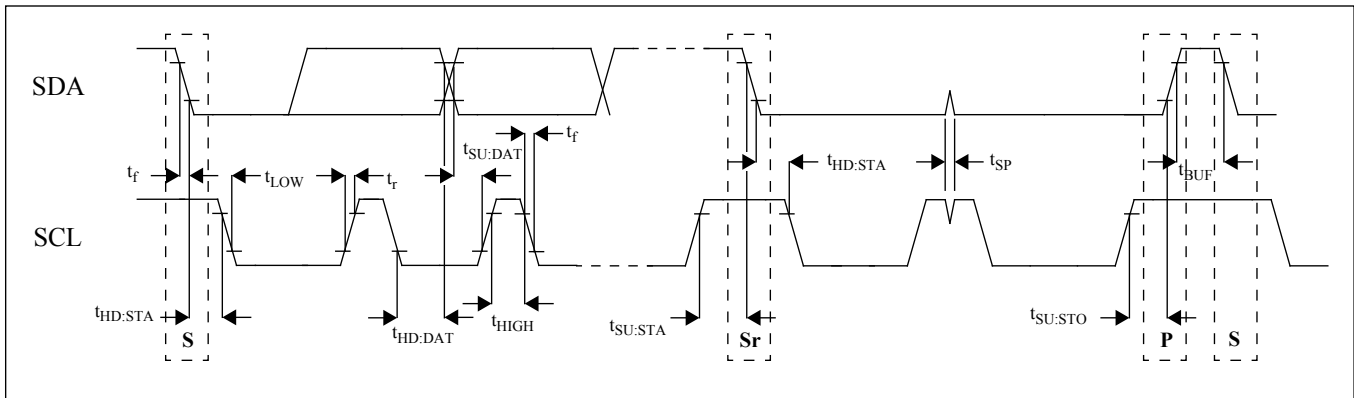 SDA
t_f
t_SU:DAT
t_HD:STA
t_SP
t_f
t_LOW
t_r
t_BUF
SCL
t_HD:STA
t_HD:DAT
t_HIGH
t_SU:STA
t_SU:STO
S
Sr
P
S